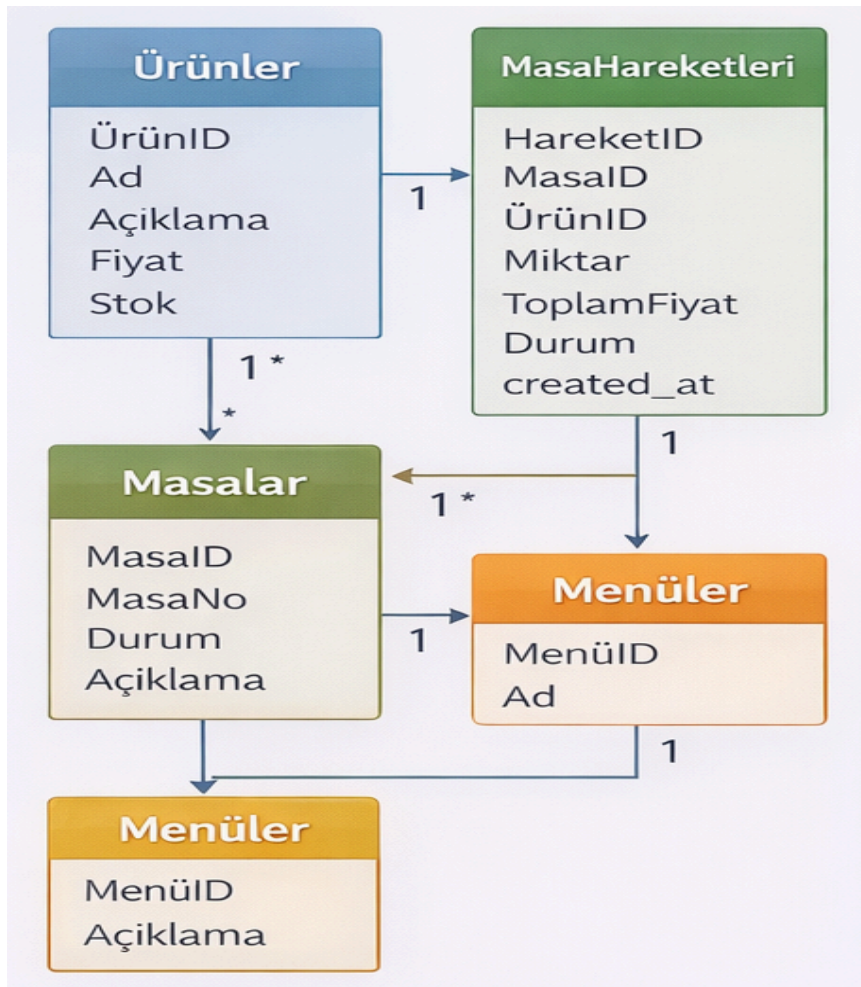 Ürünler
ÜrünID
Ad
Açiklama
Fiyat
Stok
1
MasaHareketleri
HareketID
MasaID
ÜrünID
Miktar
ToplamFiyat
Durum
created_at
1 *
*
1
1 *
Masalar
MasaID
MasaNo
Durum
Açiklama
1
Menüler
MenüID
Ad
1
Menüler
MenüID
Açiklama